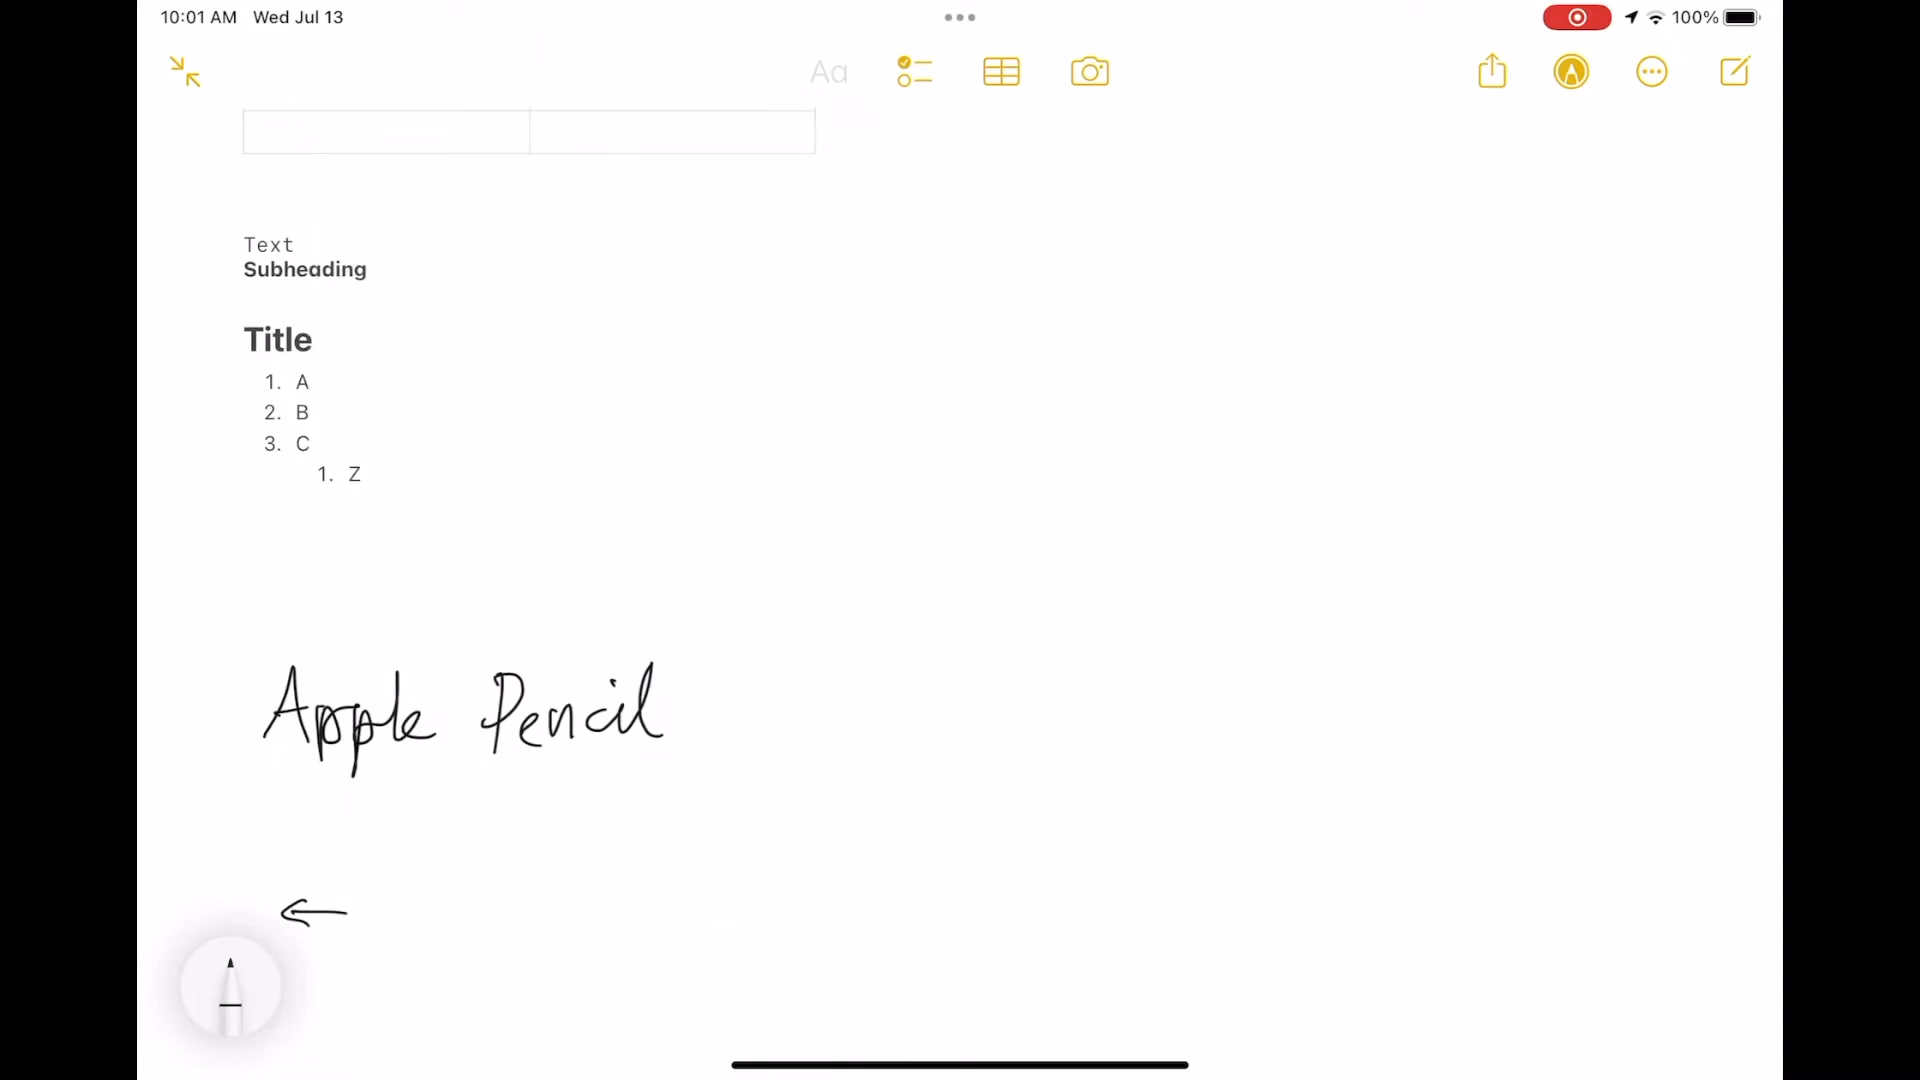 10:01 AM Wed Jul 13
100%
Aa
Text
Subheading
Title
1. A
2. B
3. C
1. Z
Apple Pencil